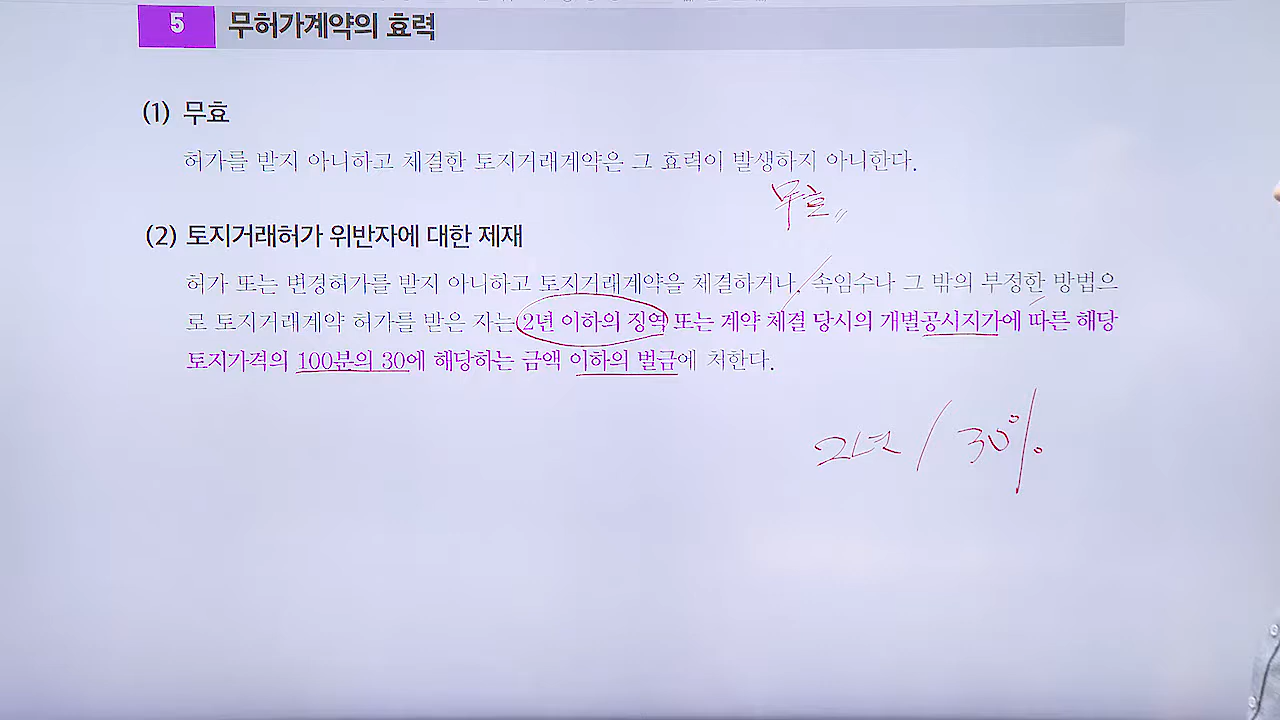 5 무허가계약의 효력
(1) 무효
허가를 받지 아니하고 체결한 토지거래계약은 그 효력이 발생하지 아니한다.
무효
(2) 토지거래허가 위반자에 대한 제재
허가 또는 변경허가를 받지 아니하고 토지거래계약을 체결하거나, 속임수나 그 밖의 부정한 방법으
로 토지거래계약 허가를 받은 자는 2년 이하의 징역 또는 계약 체결 당시의 개별공시지가에 따른 해당
토지가격의 100분의 30에 해당하는 금액 이하의 벌금에 처한다.
2년 / 30%